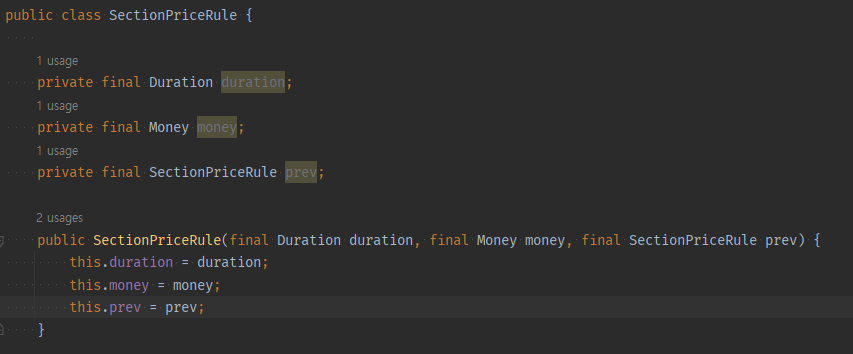 public class SectionPriceRule {
1 usage
private final Duration duration;
1 usage
private final Money money;
1 usage
private final SectionPriceRule prev;
2 usages
public SectionPriceRule(final Duration duration, final Money money, final SectionPriceRule prev) {
this.duration = duration;
this.money = money;
this.prev = prev;
}